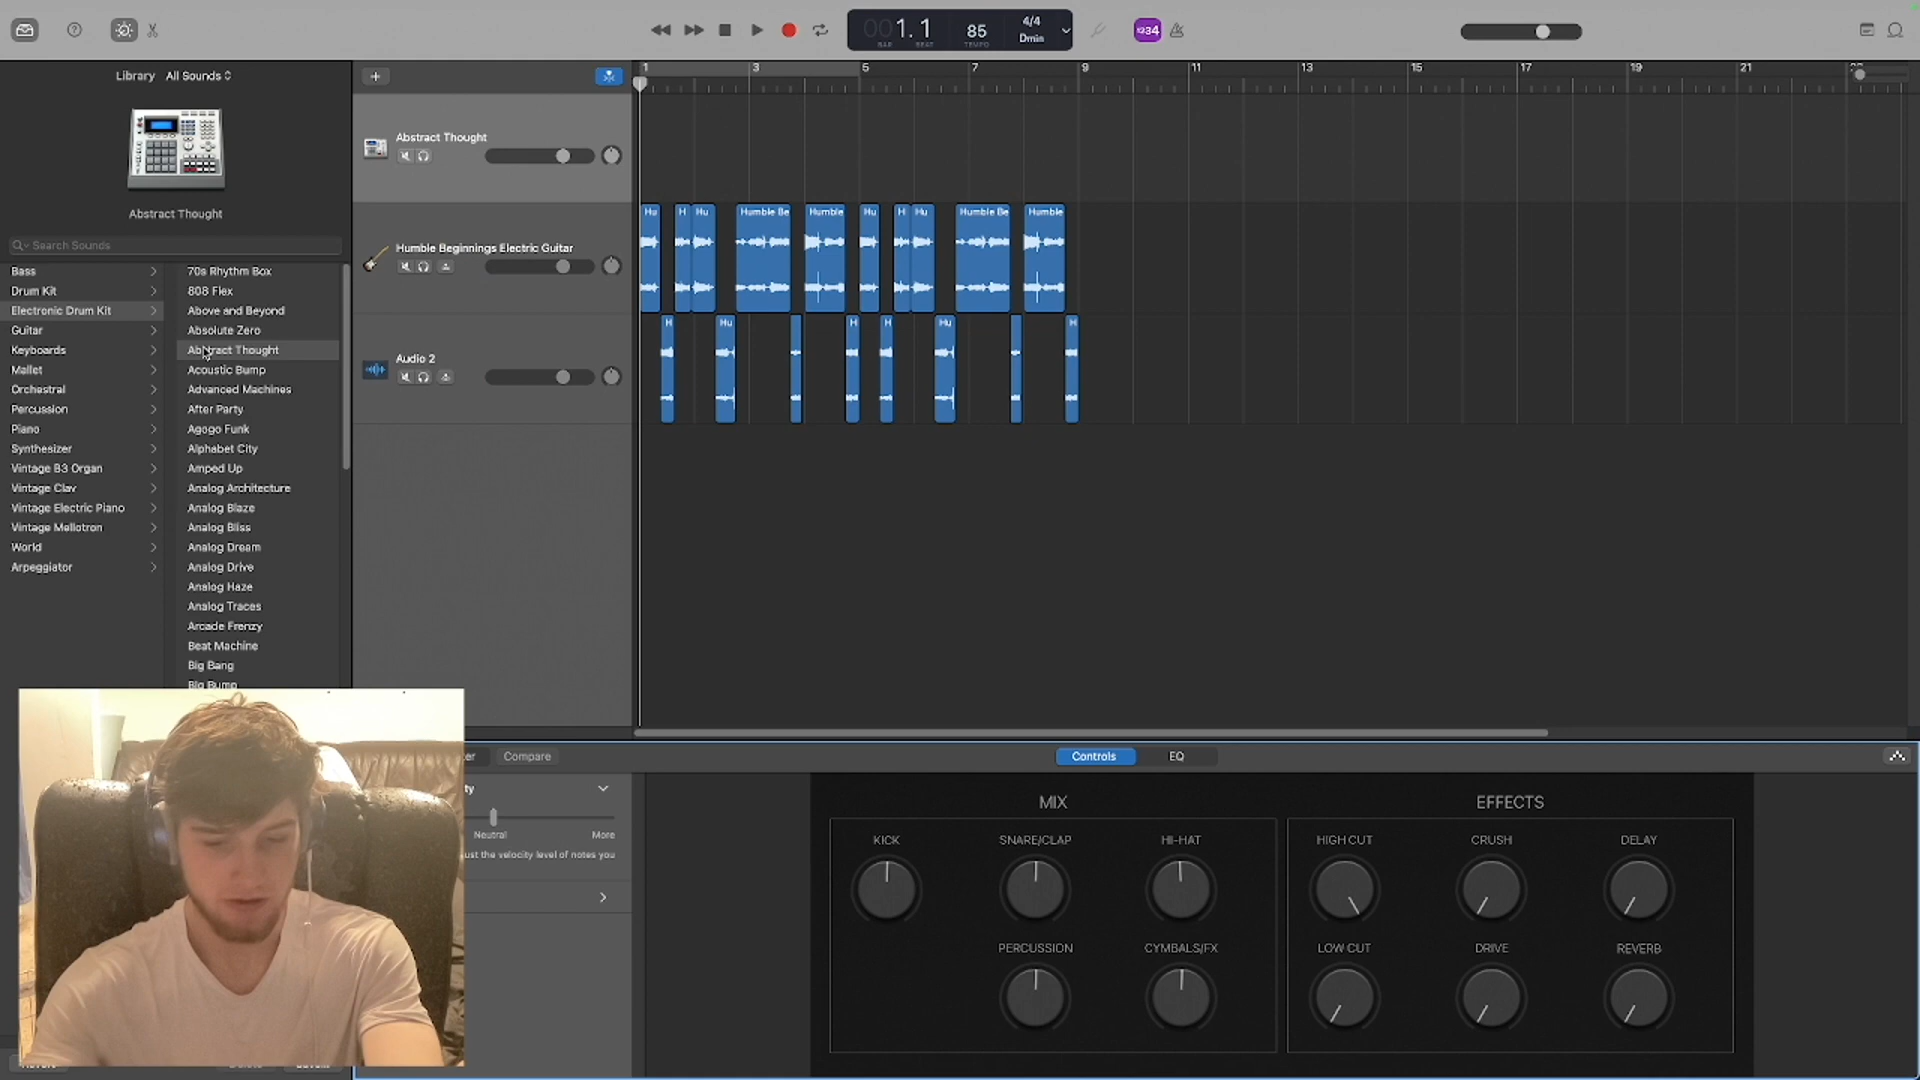 001.1
BAR
BEAT
85
TEMPO
4/4
Dmin
1234
Library All Sounds
Abstract Thought
Search Sounds
Bass
Drum Kit
Electronic Drum Kit
Guitar
Keyboards
Mallet
Orchestral
Percussion
Piano
Synthesizer
Vintage B3 Organ
Vintage Clav
Vintage Electric Piano
Vintage Mellotron
World
Arpeggiator
70s Rhythm Box
808 Flex
Above and Beyond
Absolute Zero
Abstract Thought
Acoustic Bump
Advanced Machines
After Party
Agogo Funk
Alphabet City
Amped Up
Analog Architecture
Analog Blaze
Analog Bliss
Analog Dream
Analog Drive
Analog Haze
Analog Traces
Arcade Frenzy
Beat Machine
Big Bang
Big Bump
1 3 5 7 9 11 13 15 17 19 21
Abstract Thought
Humble Beginnings Electric Guitar
Audio 2
Hu H Hu Humble Be Humble Hu H Hu Humble Be Humble
H Hu H H Hu H
ter Compare
Controls EQ
ty
Neutral More
ust the velocity level of notes you
MIX
KICK SNARE/CLAP HI-HAT
PERCUSSION CYMBALS/FX
EFFECTS
HIGH CUT CRUSH DELAY
LOW CUT DRIVE REVERB